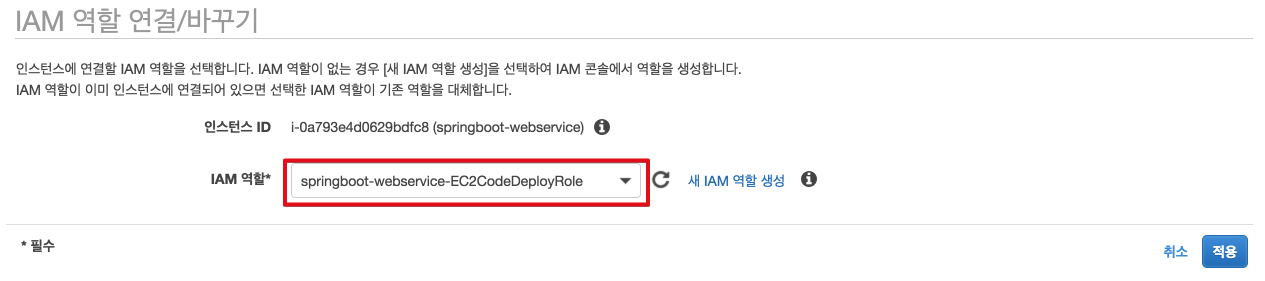 IAM 역할 연결/바꾸기
인스턴스에 연결할 IAM 역할을 선택합니다. IAM 역할이 없는 경우 [새 IAM 역할 생성]을 선택하여 IAM 콘솔에서 역할을 생성합니다.
IAM 역할이 이미 인스턴스에 연결되어 있으면 선택한 IAM 역할이 기존 역할을 대체합니다.
인스턴스 ID i-0a793e4d0629bdfc8 (springboot-webservice)
IAM 역할* springboot-webservice-EC2CodeDeployRole 새 IAM 역할 생성
* 필수
취소 적용